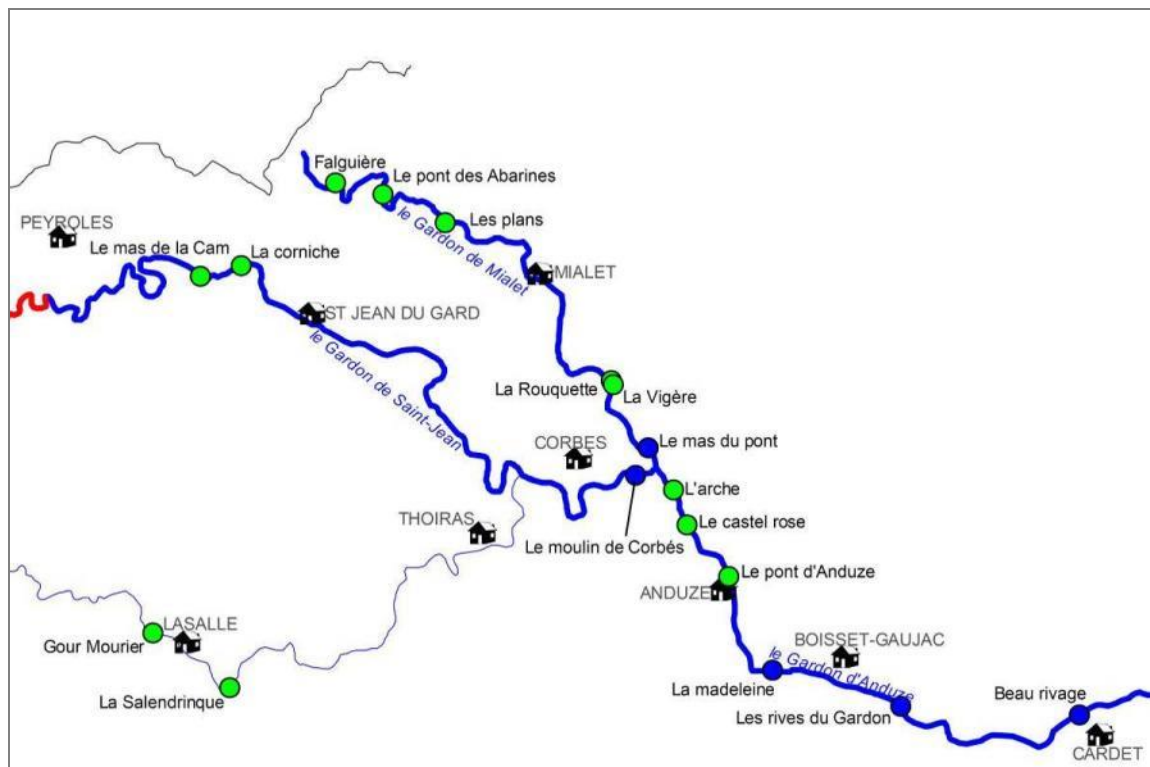 Falguière
Le pont des Abarines
Les plans
le Gardon de Mialet
PEYROLES
Le mas de la Cam
La corniche
MIALET
ST JEAN DU GARD
le Gardon de Saint-Jean
La Rouquette
La Vigère
CORBES
Le mas du pont
L'arche
THOIRAS
Le castel rose
Le moulin de Corbés
Le pont d'Anduze
ANDUZE
LASALLE
Gour Mourier
BOISSET-GAUJAC
le Gardon d'Anduze
La madeleine
La Salendrinque
Les rives du Gardon
Beau rivage
CARDET